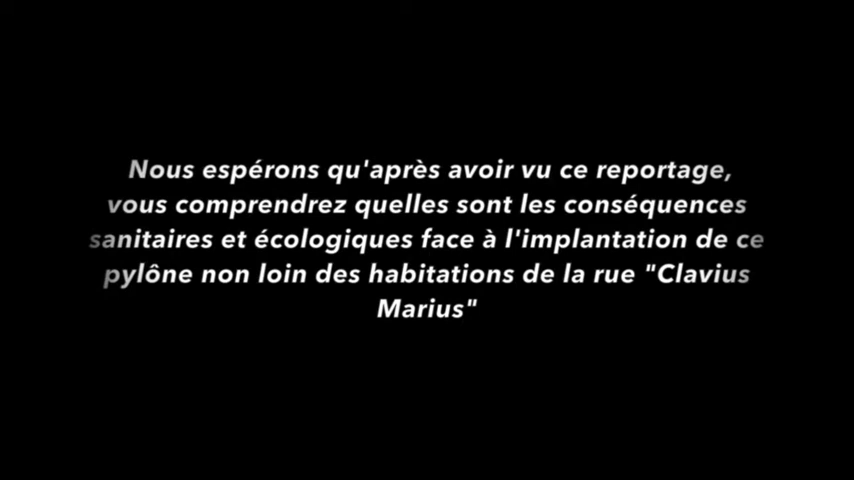 Nous espérons qu'après avoir vu ce reportage,
vous comprendrez quelles sont les conséquences
sanitaires et écologiques face à l'implantation de ce
pylône non loin des habitations de la rue "Clavius
Marius"